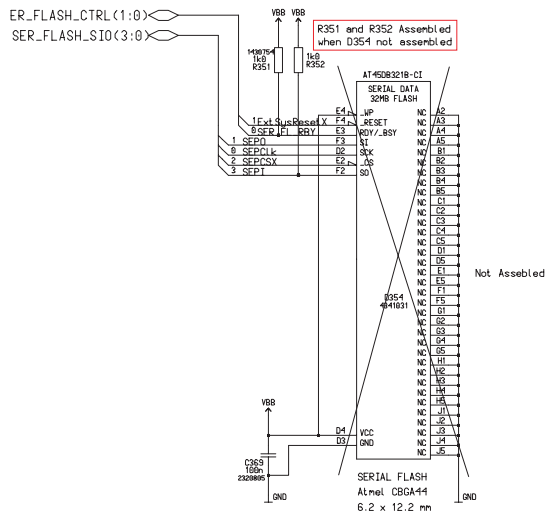 ER_FLASH_CTRL(1:0)
SER_FLASH_SIO(3:0)
VBB VBB
R351 and R352 Assembled
when D354 not assembled
1430754
1k0
R351
1k0
R352
AT45DB321B-CI
SERIAL DATA
32MB FLASH
E4 _WP NC A2
1 ExtSysResetX F4 _RESET NC A3
0 SER_FL_RBY E3 RDY/_BSY NC A4
1 SEPO F3 SI NC A5
0 SEPClk D2 SCK NC B1
2 SEPCSX E2 _CS NC B2
3 SEPI F2 SO NC B3
NC B4
NC B5
NC C1
NC C2
NC C3
NC C4
NC C5
NC D1
NC D5
NC E1
NC E5
NC F1
NC F5
NC G1
NC G2
NC G3
NC G4
NC G5
NC H1
NC H2
NC H3
NC H4
NC H5
NC J1
NC J2
D4 VCC NC J3
D3 GND NC J4
NC J5
Not Assebled
D354
4341031
VBB
C369
100n
2320805
GND
GND
SERIAL FLASH
Atmel CBGA44
6.2 x 12.2 mm